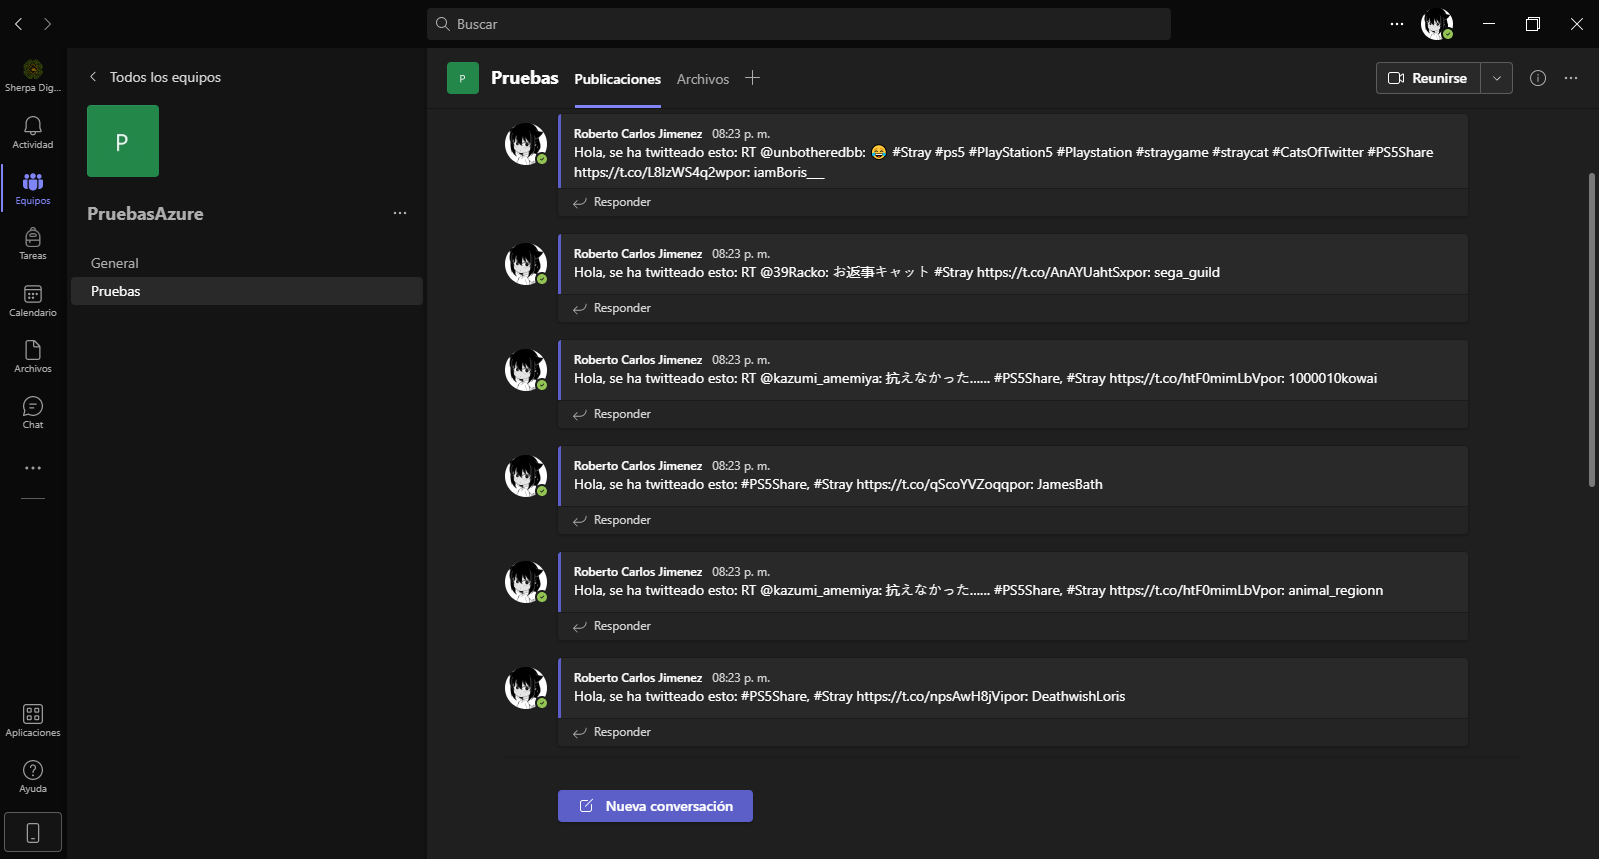 Buscar
Sherpa Dig...
Actividad
Equipos
Tareas
Calendario
Archivos
Chat
Aplicaciones
Ayuda
Todos los equipos
P
PruebasAzure
General
Pruebas
P
Pruebas
Publicaciones
Archivos
Reunirse
Roberto Carlos Jimenez 08:23 p. m.
Hola, se ha twitteado esto: RT @unbotheredbb: 😂 #Stray #ps5 #PlayStation5 #Playstation #straygame #straycat #CatsOfTwitter #PS5Share
https://t.co/L8lzWS4q2wpor: iamBoris___
Responder
Roberto Carlos Jimenez 08:23 p. m.
Hola, se ha twitteado esto: RT @39Racko: お返事キャット #Stray https://t.co/AnAYUahtSxpor: sega_guild
Responder
Roberto Carlos Jimenez 08:23 p. m.
Hola, se ha twitteado esto: RT @kazumi_amemiya: 抗えなかった…… #PS5Share, #Stray https://t.co/htF0mimLbVpor: 1000010kowai
Responder
Roberto Carlos Jimenez 08:23 p. m.
Hola, se ha twitteado esto: #PS5Share, #Stray https://t.co/qScoYVZoqqpor: JamesBath
Responder
Roberto Carlos Jimenez 08:23 p. m.
Hola, se ha twitteado esto: RT @kazumi_amemiya: 抗えなかった…… #PS5Share, #Stray https://t.co/htF0mimLbVpor: animal_regionn
Responder
Roberto Carlos Jimenez 08:23 p. m.
Hola, se ha twitteado esto: #PS5Share, #Stray https://t.co/npsAwH8jVipor: DeathwishLoris
Responder
Nueva conversación